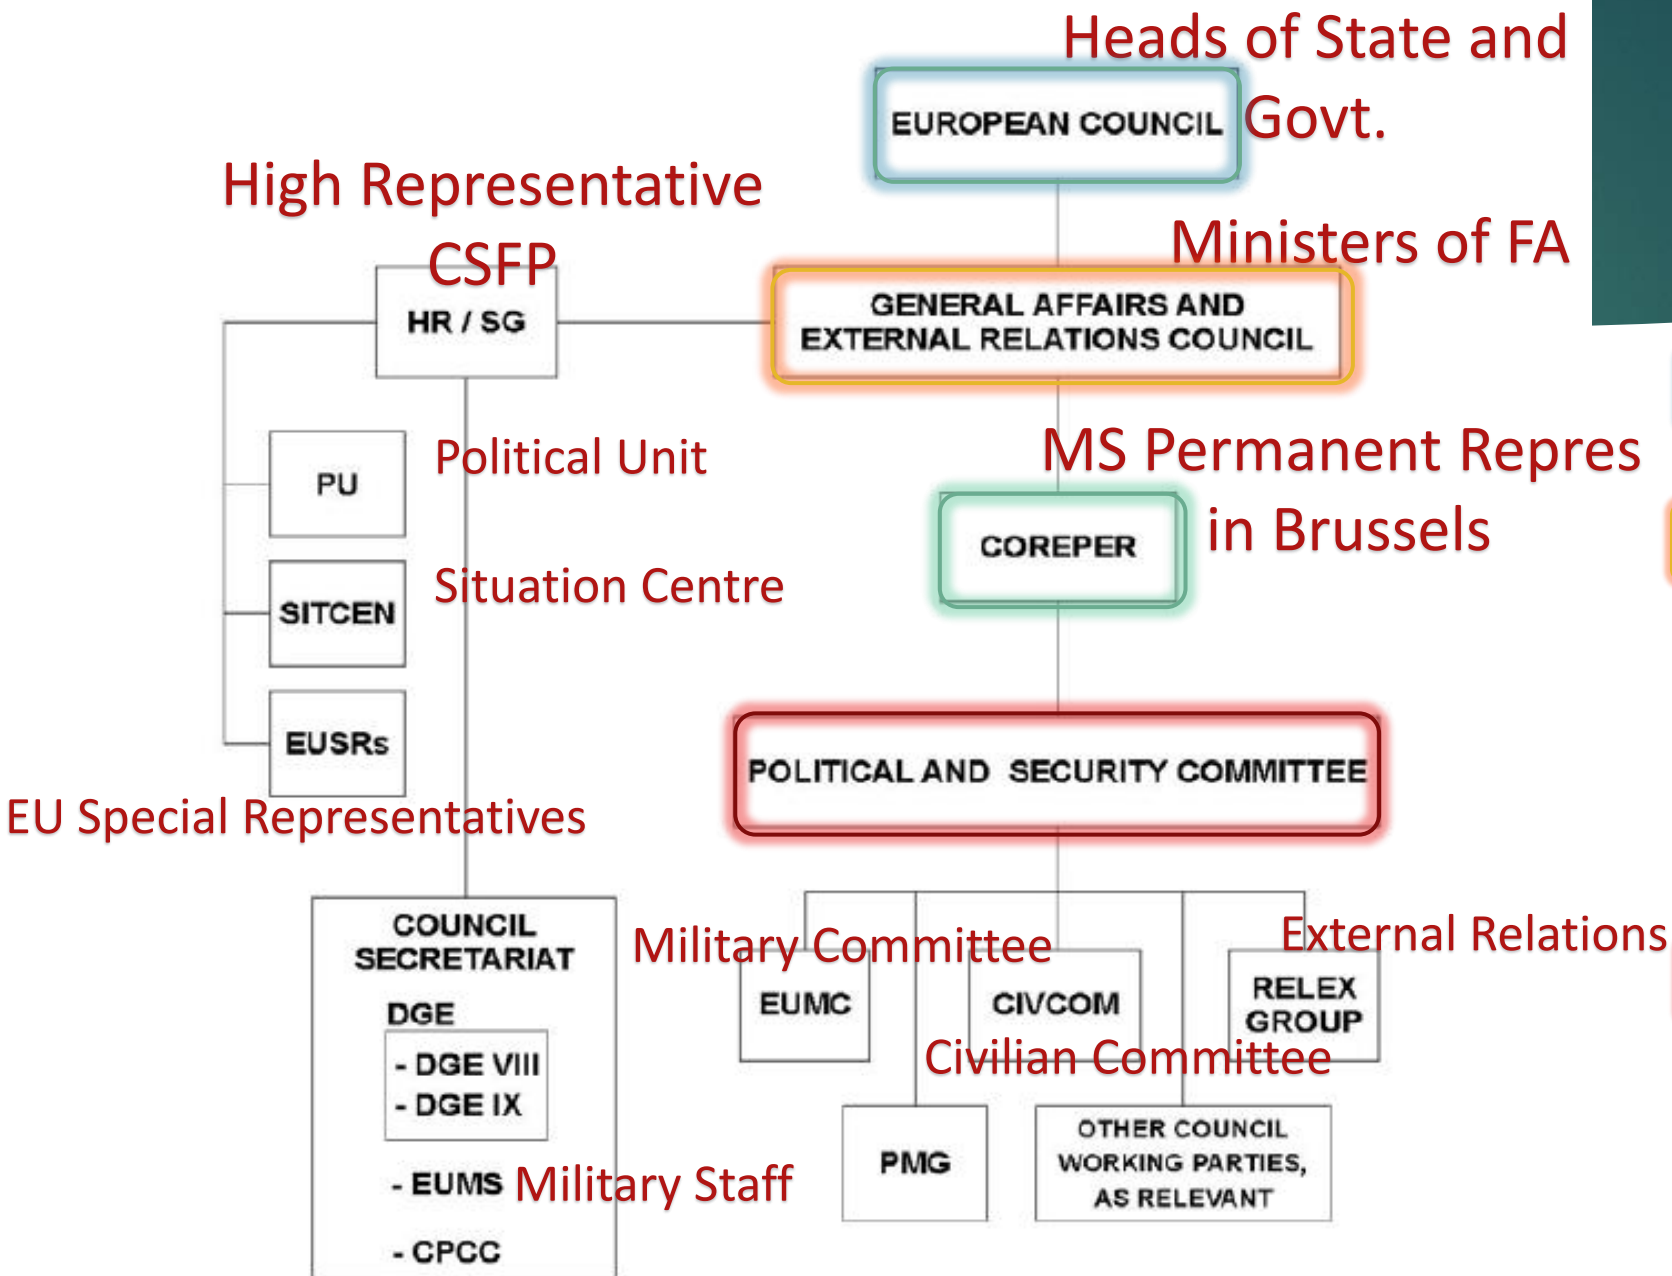 Heads of State and
Govt.
EUROPEAN COUNCIL
High Representative
CSFP
HR / SG
Ministers of FA
GENERAL AFFAIRS AND
EXTERNAL RELATIONS COUNCIL
PU
Political Unit
MS Permanent Repres
in Brussels
COREPER
SITCEN
Situation Centre
EUSRs
EU Special Representatives
POLITICAL AND SECURITY COMMITTEE
COUNCIL
SECRETARIAT
DGE
- DGE VIII
- DGE IX
- EUMS
Military Staff
- CPCC
Military Committee
EUMC
CIVCOM
Civilian Committee
External Relations
RELEX
GROUP
PMG
OTHER COUNCIL
WORKING PARTIES,
AS RELEVANT